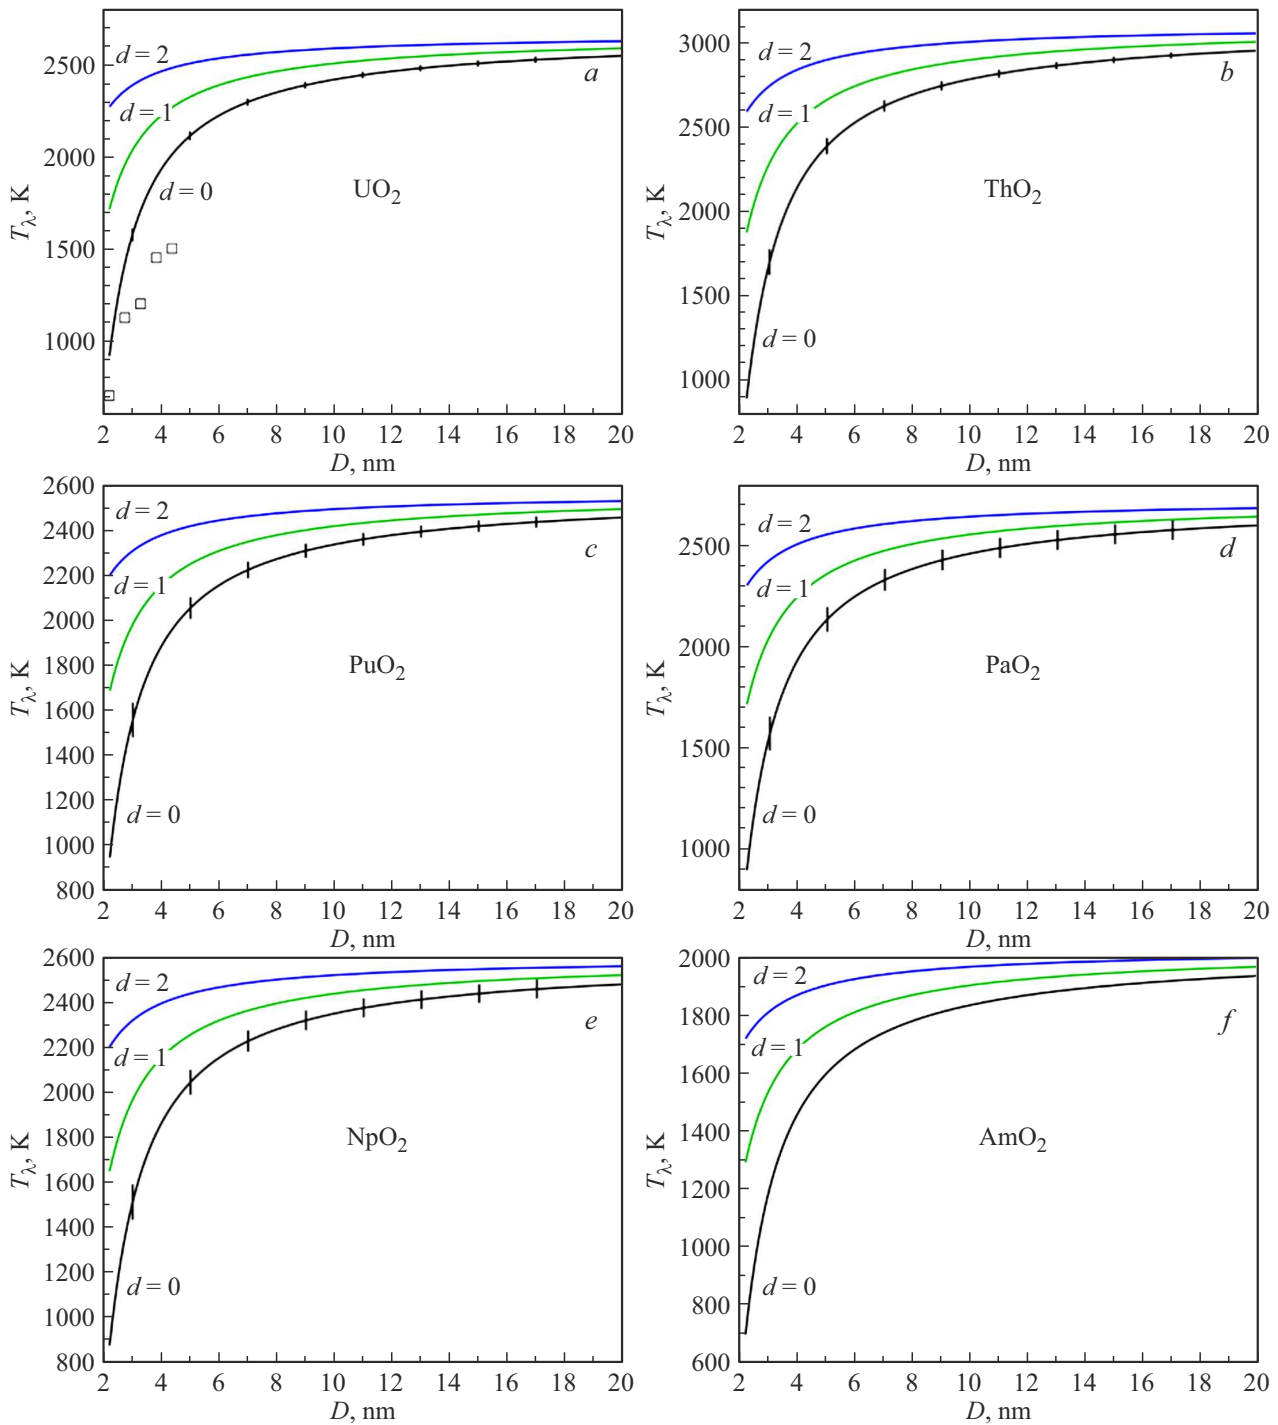 d = 2
2500
a
d = 1
2000
d = 0
UO2
Tλ, K
1500
1000
2 4 6 8 10 12 14 16 18 20
D, nm
3000
d = 2
b
d = 1
2500
ThO2
2000
Tλ, K
1500
d = 0
1000
2 4 6 8 10 12 14 16 18 20
D, nm
2600
d = 2
2400
c
2200
d = 1
2000
1800
PuO2
Tλ, K
1600
1400
1200
d = 0
1000
800
2 4 6 8 10 12 14 16 18 20
D, nm
d = 2
2500
d
d = 1
2000
PaO2
Tλ, K
1500
d = 0
1000
2 4 6 8 10 12 14 16 18 20
D, nm
2600
d = 2
2400
e
2200
d = 1
2000
1800
NpO2
Tλ, K
1600
1400
1200
d = 0
1000
800
2 4 6 8 10 12 14 16 18 20
D, nm
2000
d = 2
1800
f
d = 1
1600
1400
AmO2
Tλ, K
1200
1000
d = 0
800
600
2 4 6 8 10 12 14 16 18 20
D, nm